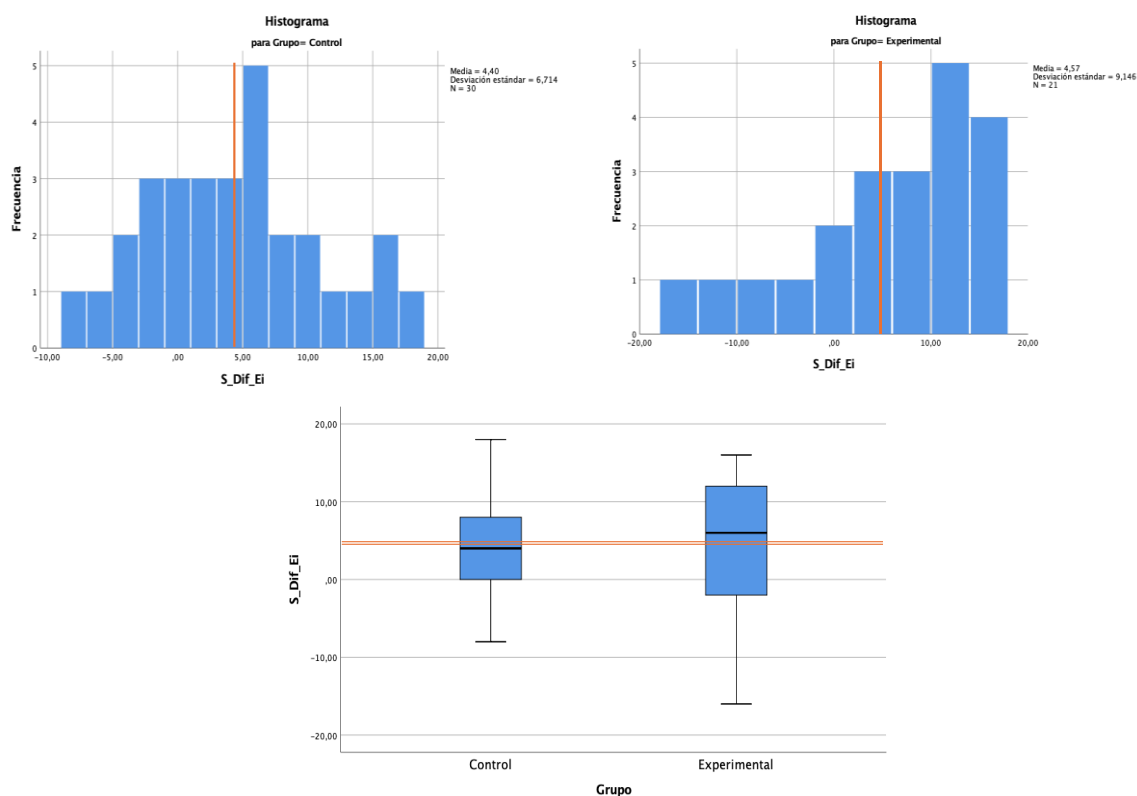 Histograma
para Grupo= Control
Media = 4,40
Desviación estándar = 6,714
N = 30
Frecuencia
5
4
3
2
1
0
-10,00 -5,00 ,00 5,00 10,00 15,00 20,00
S_Dif_Ei
Histograma
para Grupo= Experimental
Media = 4,57
Desviación estándar = 9,146
N = 21
Frecuencia
5
4
3
2
1
0
-20,00 -10,00 ,00 10,00 20,00
S_Dif_Ei
S_Dif_Ei
20,00
10,00
,00
-10,00
-20,00
Control Experimental
Grupo